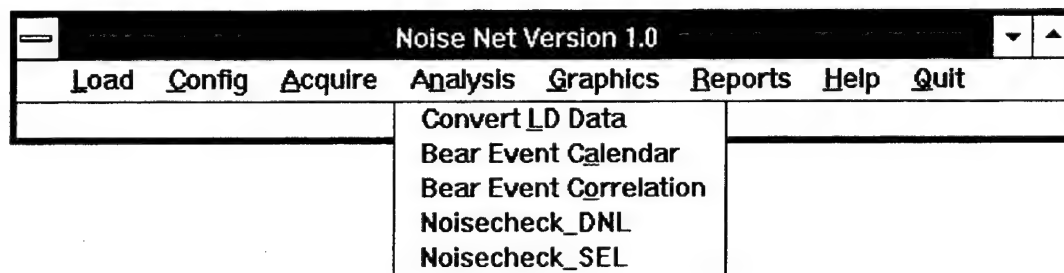 Noise Net Version 1.0
Load Config Acquire Analysis Graphics Reports Help Quit
Convert LD Data
Bear Event Calendar
Bear Event Correlation
Noisecheck_DNL
Noisecheck_SEL